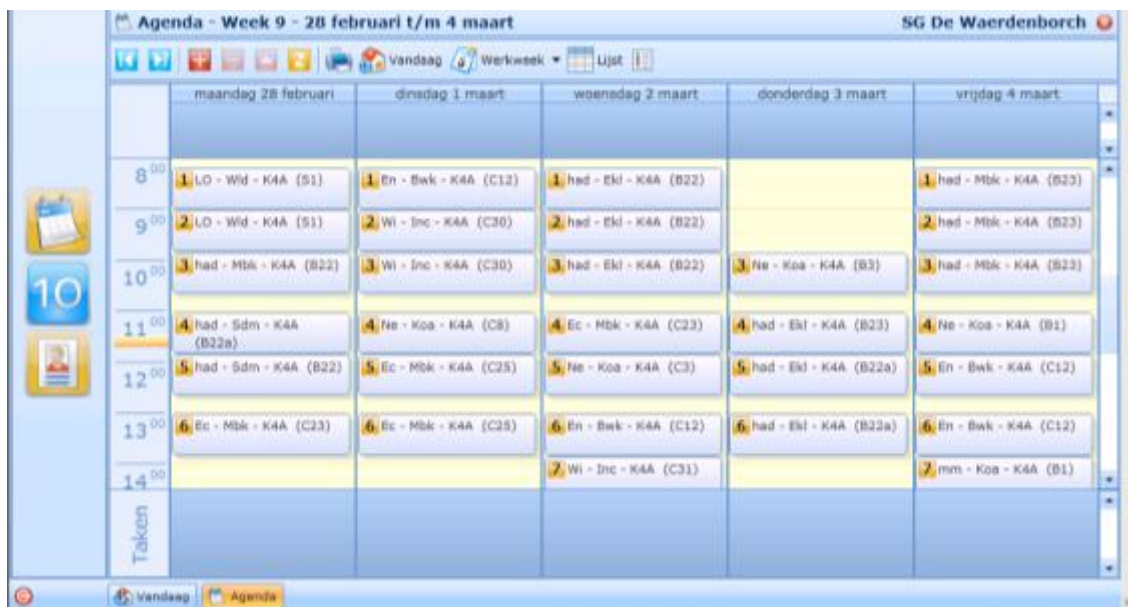 Agenda - Week 9 - 28 februari t/m 4 maart
SG De Waerdenborch
Vandaag
Werkweek
Lijst
maandag 28 februari
dinsdag 1 maart
woensdag 2 maart
donderdag 3 maart
vrijdag 4 maart
8 00
1 LO - Wld - K4A (S1)
1 En - Bwk - K4A (C12)
1 had - Ekl - K4A (B22)
1 had - Mbk - K4A (B23)
9 00
2 LO - Wld - K4A (S1)
2 Wi - Inc - K4A (C30)
2 had - Ekl - K4A (B22)
2 had - Mbk - K4A (B23)
10 00
3 had - Mbk - K4A (B22)
3 Wi - Inc - K4A (C30)
3 had - Ekl - K4A (B22)
3 Ne - Koa - K4A (B3)
3 had - Mbk - K4A (B23)
10
11 00
4 had - Sdm - K4A
(B22a)
4 Ne - Koa - K4A (C8)
4 Ec - Mbk - K4A (C23)
4 had - Ekl - K4A (B23)
4 Ne - Koa - K4A (B1)
12 00
5 had - Sdm - K4A (B22)
5 Ec - Mbk - K4A (C25)
5 Ne - Koa - K4A (C3)
5 had - Ekl - K4A (B22a)
5 En - Bwk - K4A (C12)
13 00
6 Ec - Mbk - K4A (C23)
6 Ec - Mbk - K4A (C25)
6 En - Bwk - K4A (C12)
6 had - Ekl - K4A (B22a)
6 En - Bwk - K4A (C12)
14 00
7 Wi - Inc - K4A (C31)
7 mm - Koa - K4A (B1)
Taken
Vandaag
Agenda